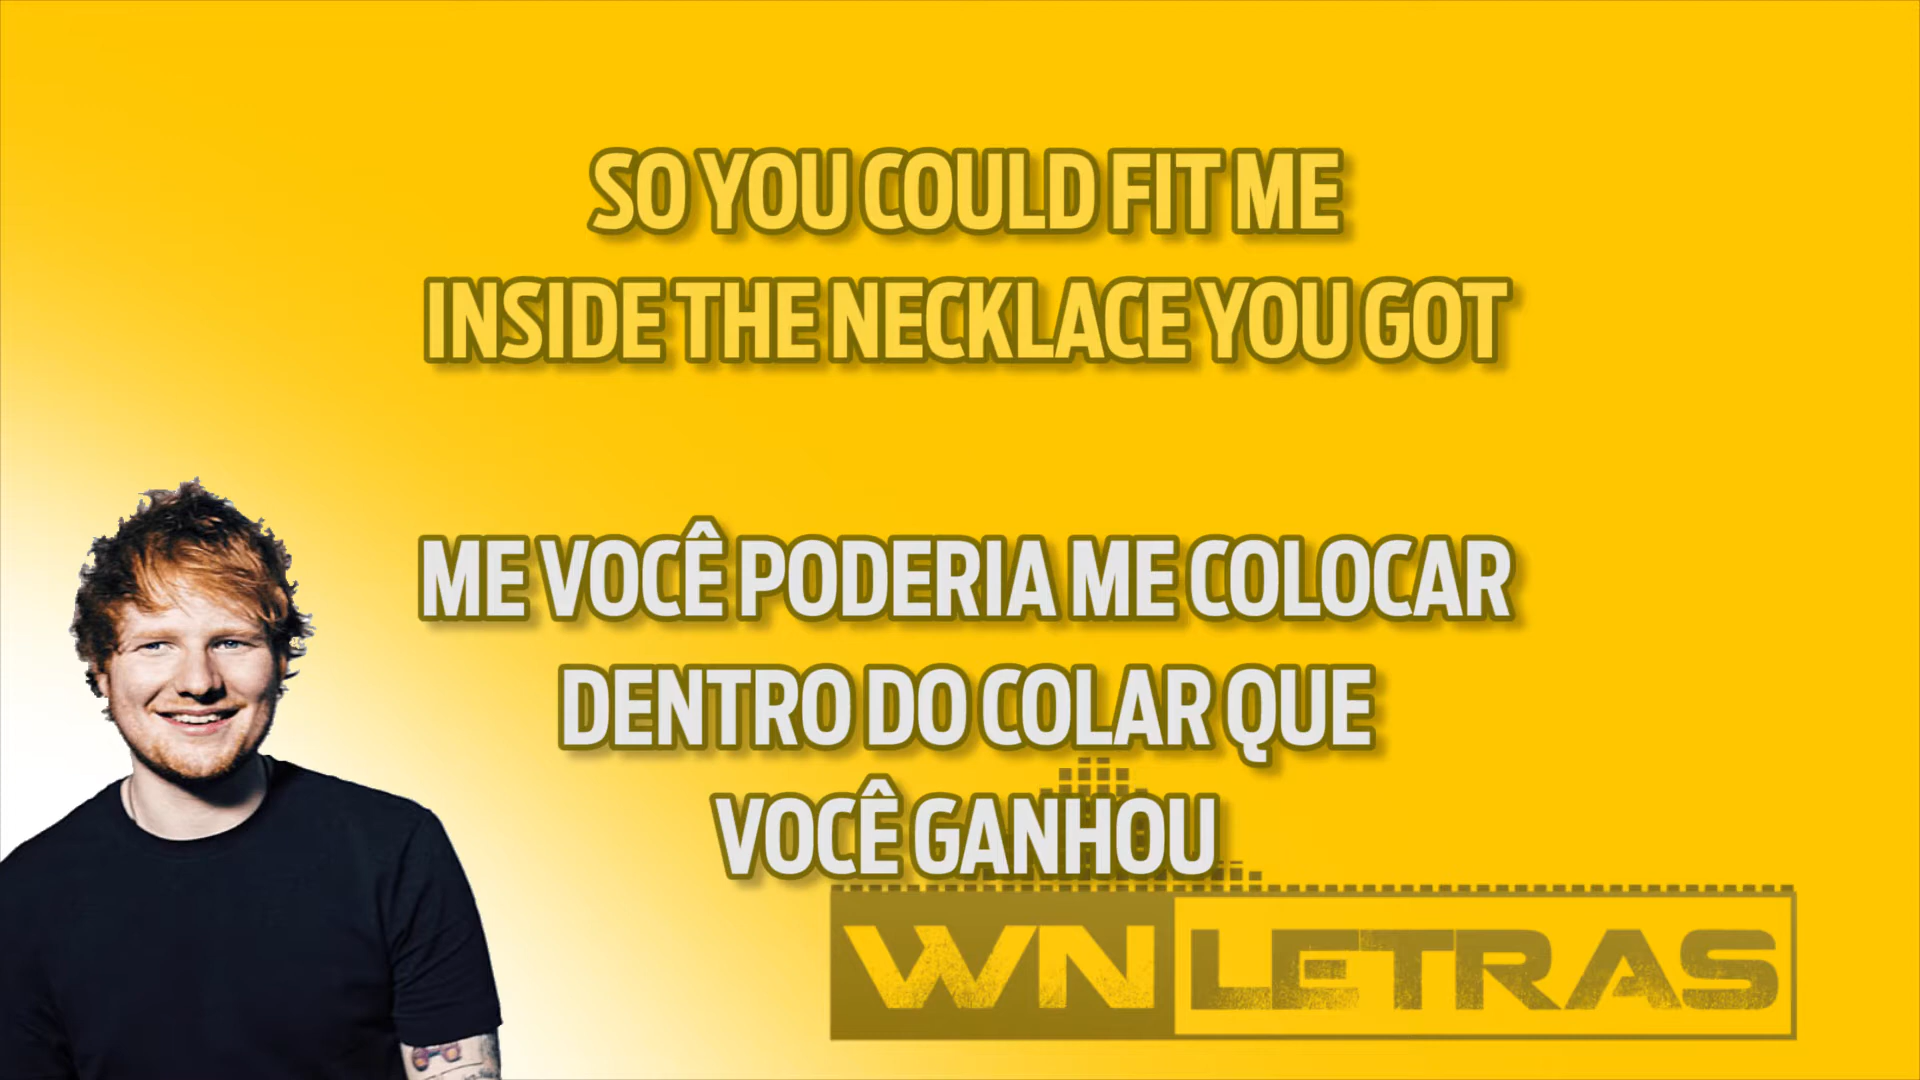 SO YOU COULD FIT ME
INSIDE THE NECKLACE YOU GOT
ME VOCÊ PODERIA ME COLOCAR
DENTRO DO COLAR QUE
VOCÊ GANHOU
WN LETRAS